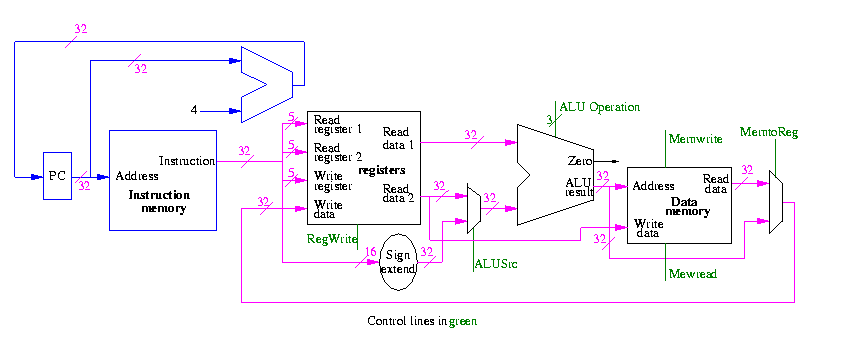 32
32
4
PC
32
Address
Instruction
Instruction
memory
32
5
5
5
32
Read
register 1
Read
register 2
Write
register
Write
data
Read
data 1
registers
Read
data 2
RegWrite
16
Sign
extend
32
32
32
32
ALUSrc
ALU Operation
3
Zero
ALU
result
32
32
Memwrite
Address
Read
data
Data
memory
Write
data
Mewread
32
MemtoReg
Control lines in green